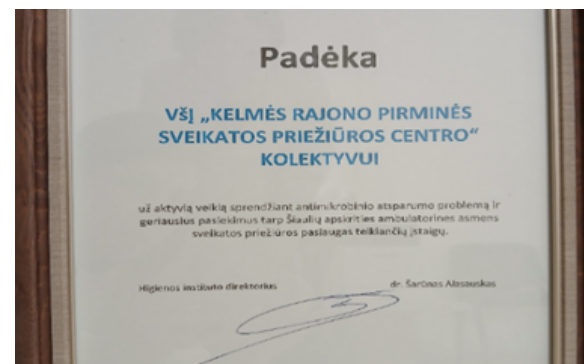 Padėka
VšĮ „KELMĖS RAJONO PIRMINĖS
SVEIKATOS PRIEŽIŪROS CENTRO“
KOLEKTYVUI
už aktyvią veiklą sprendžiant antimikrobinio atsparumo problemą ir
geriausius pasiekimus tarp Šiaulių apskrities ambulatorines asmens
sveikatos priežiūros paslaugas teikiančių įstaigų.
Higienos instituto direktorius dr. Šarūnas Alasauskas